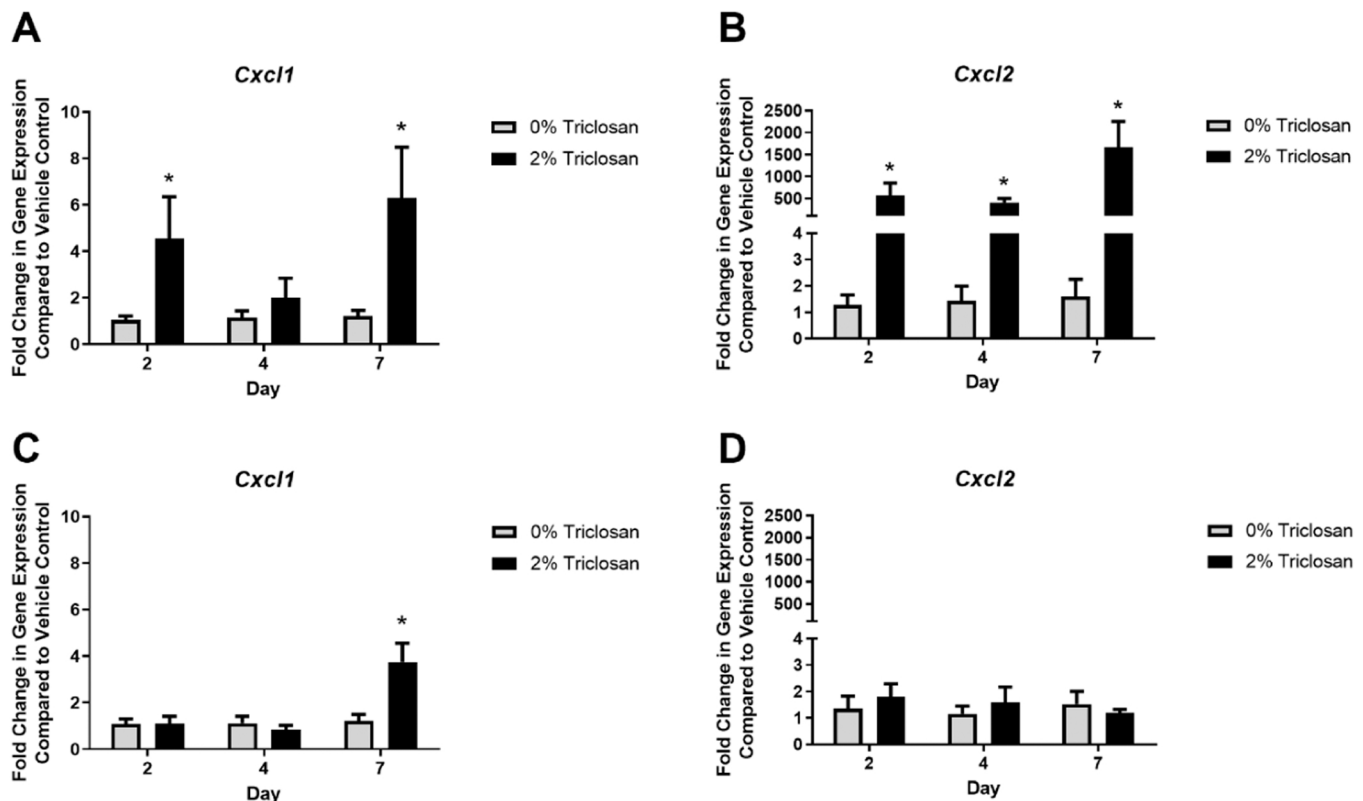 A
Cxcl1
Fold Change in Gene Expression
Compared to Vehicle Control
10
8
6
4
2
0
*
*
2
4
7
Day
0% Triclosan
2% Triclosan
B
Cxcl2
Fold Change in Gene Expression
Compared to Vehicle Control
2500
2000
1500
1000
500
4
3
2
1
0
*
*
*
2
4
7
Day
0% Triclosan
2% Triclosan
C
Cxcl1
Fold Change in Gene Expression
Compared to Vehicle Control
10
8
6
4
2
0
*
2
4
7
Day
0% Triclosan
2% Triclosan
D
Cxcl2
Fold Change in Gene Expression
Compared to Vehicle Control
2500
2000
1500
1000
500
4
3
2
1
0
2
4
7
Day
0% Triclosan
2% Triclosan